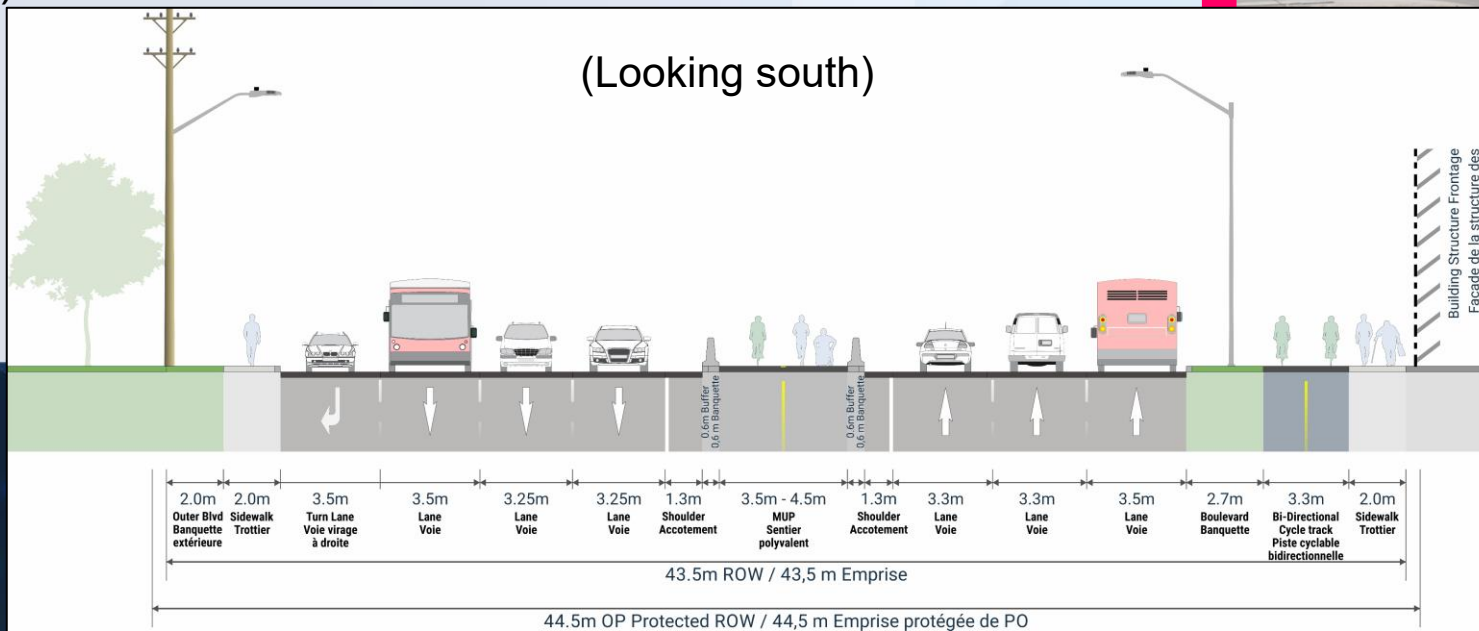 (Looking south)
Building Structure Frontage
Facade de la structure des
0.6m Buffer
0,6 m Banquette
0.6m Buffer
0,6 m Banquette
2.0m
Outer Blvd
Banquette
extérieure
2.0m
Sidewalk
Trottier
3.5m
Turn Lane
Voie virage
à droite
3.5m
Lane
Voie
3.25m
Lane
Voie
3.25m
Lane
Voie
1.3m
Shoulder
Accotement
3.5m - 4.5m
MUP
Sentier
polyvalent
1.3m
Shoulder
Accotement
3.3m
Lane
Voie
3.3m
Lane
Voie
3.5m
Lane
Voie
2.7m
Boulevard
Banquette
3.3m
Bi-Directional
Cycle track
Piste cyclable
bidirectionnelle
2.0m
Sidewalk
Trottier
43.5m ROW / 43,5 m Emprise
44.5m OP Protected ROW / 44,5 m Emprise protégée de PO